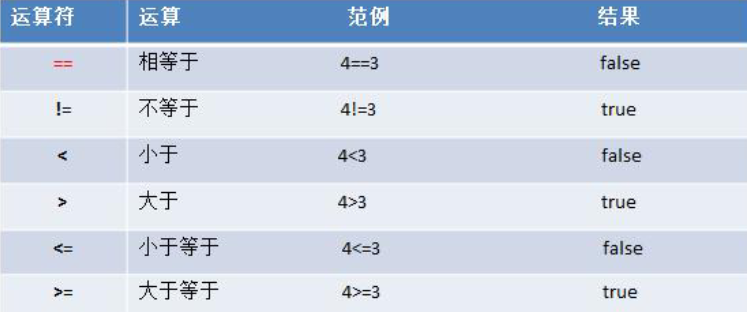 运算符 运算 范例 结果
== 相等于 4==3 false
!= 不等于 4!=3 true
< 小于 4<3 false
> 大于 4>3 true
<= 小于等于 4<=3 false
>= 大于等于 4>=3 true